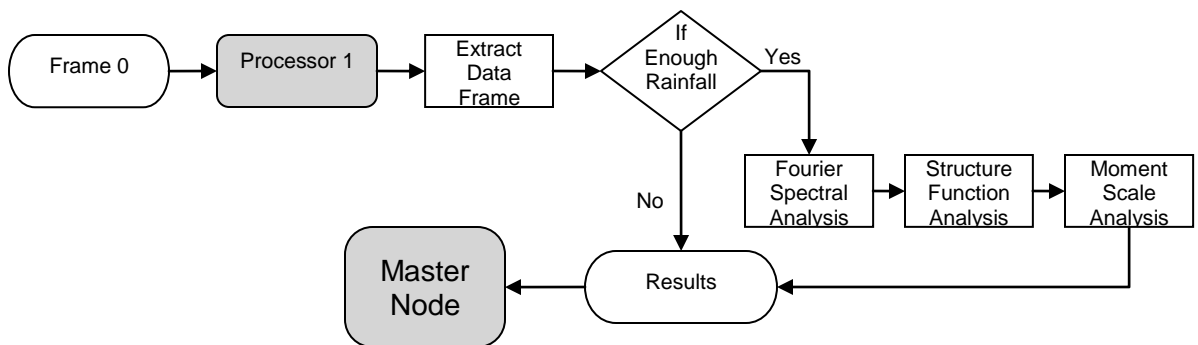 Frame 0
Processor 1
Extract
Data
Frame
If
Enough
Rainfall
Yes
No
Fourier
Spectral
Analysis
Structure
Function
Analysis
Moment
Scale
Analysis
Results
Master
Node